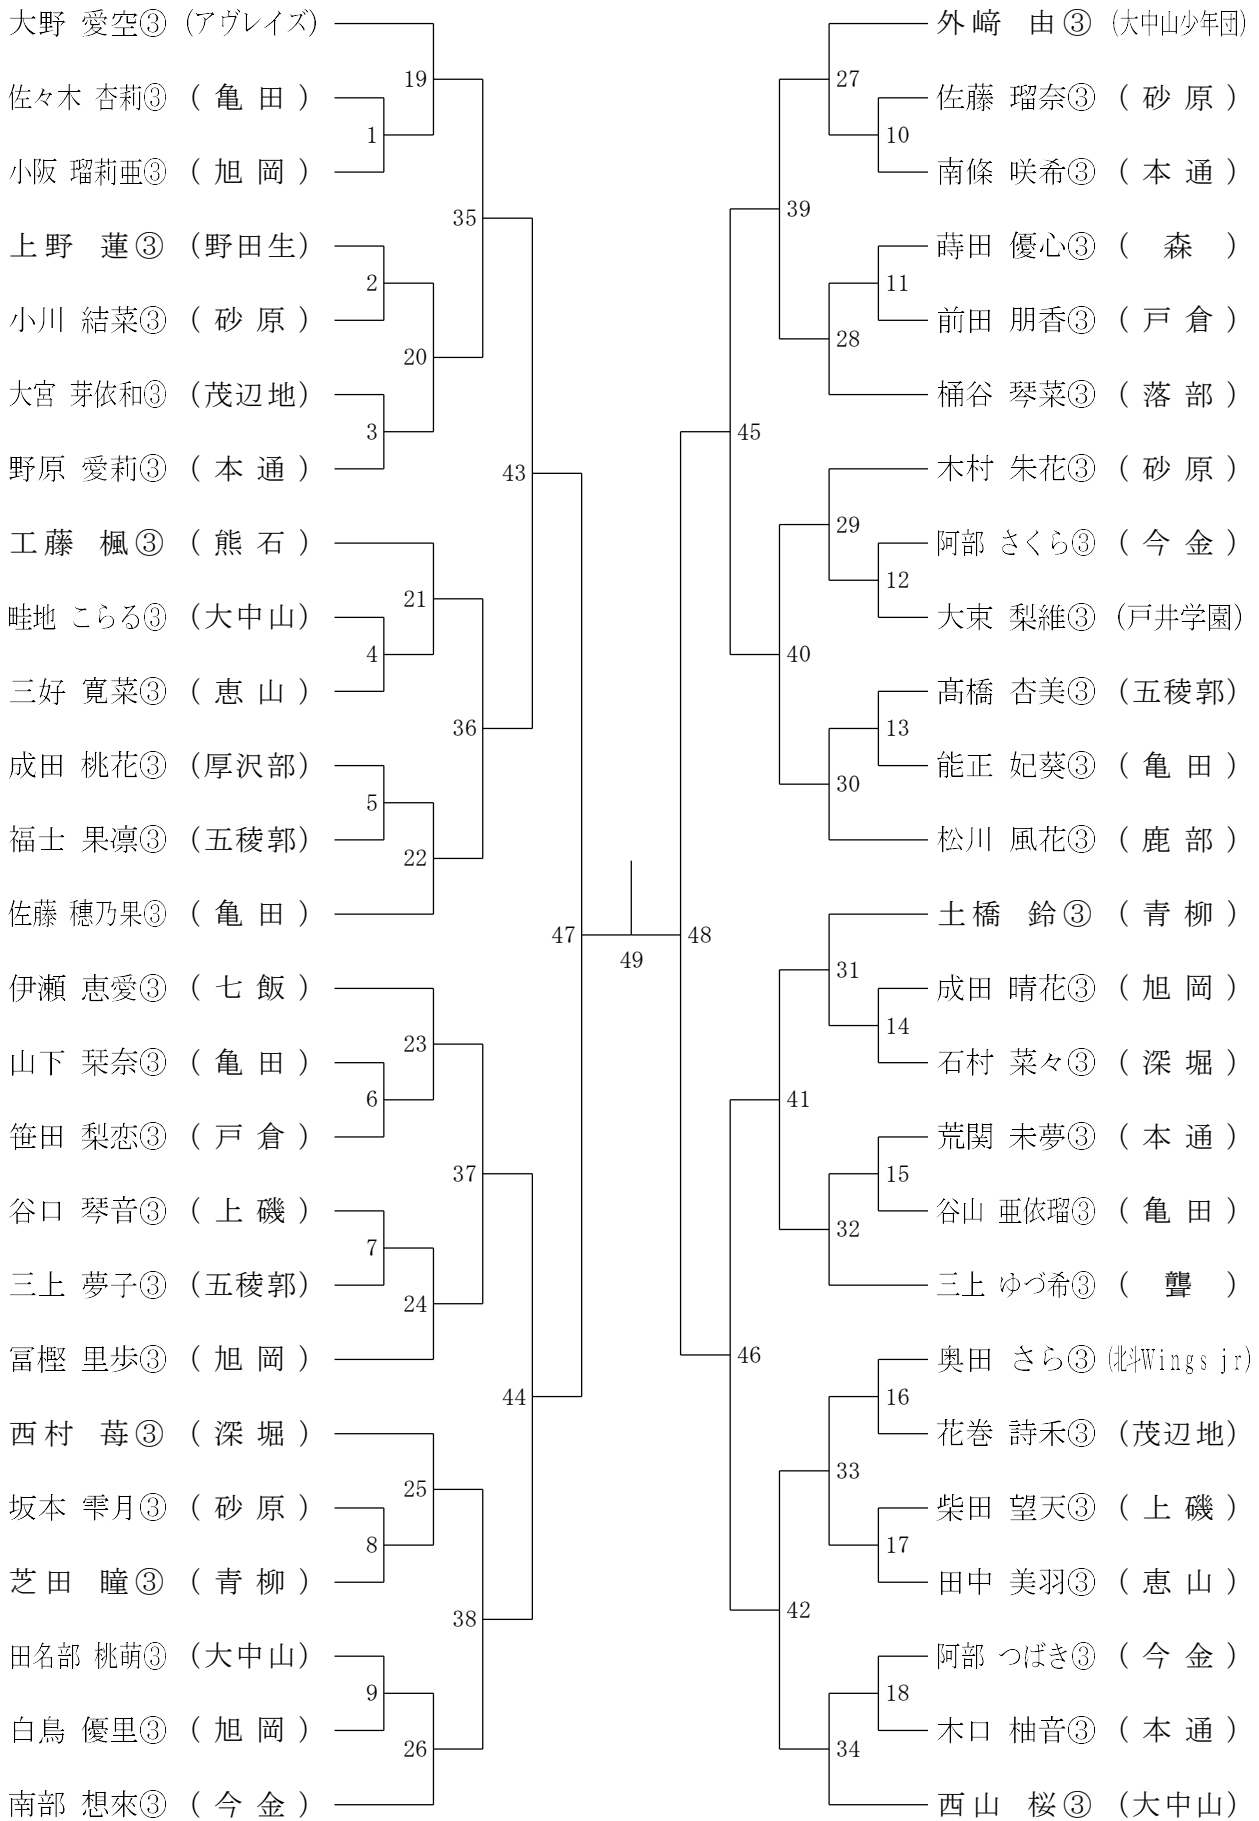 大野 愛空③ (アヴレイズ)
佐々木 杏莉③ (亀田)
小阪 瑠莉亜③ (旭岡)
上野 蓮③ (野田生)
小川 結菜③ (砂原)
大宮 芽依和③ (茂辺地)
野原 愛莉③ (本通)
工藤 楓③ (熊石)
畦地 こらる③ (大中山)
三好 寛菜③ (恵山)
成田 桃花③ (厚沢部)
福士 果凛③ (五稜郭)
佐藤 穂乃果③ (亀田)
伊瀬 恵愛③ (七飯)
山下 栞奈③ (亀田)
笹田 梨恋③ (戸倉)
谷口 琴音③ (上磯)
三上 夢子③ (五稜郭)
冨樫 里歩③ (旭岡)
西村 苺③ (深堀)
坂本 雫月③ (砂原)
芝田 瞳③ (青柳)
田名部 桃萌③ (大中山)
白鳥 優里③ (旭岡)
南部 想來③ (今金)
1
2
3
4
5
6
7
8
9
19
20
21
22
23
24
25
26
35
36
37
38
43
44
47
49
48
45
46
39
40
41
42
27
28
29
30
31
32
33
34
10
11
12
13
14
15
16
17
18
外﨑 由③ (大中山少年団)
佐藤 瑠奈③ (砂原)
南條 咲希③ (本通)
蒔田 優心③ (森)
前田 朋香③ (戸倉)
桶谷 琴菜③ (落部)
木村 朱花③ (砂原)
阿部 さくら③ (今金)
大束 梨維③ (戸井学園)
髙橋 杏美③ (五稜郭)
能正 妃葵③ (亀田)
松川 風花③ (鹿部)
土橋 鈴③ (青柳)
成田 晴花③ (旭岡)
石村 菜々③ (深堀)
荒関 未夢③ (本通)
谷山 亜依瑠③ (亀田)
三上 ゆづ希③ (聾)
奥田 さら③ (北斗Wings jr)
花巻 詩禾③ (茂辺地)
柴田 望天③ (上磯)
田中 美羽③ (恵山)
阿部 つばき③ (今金)
木口 柚音③ (本通)
西山 桜③ (大中山)